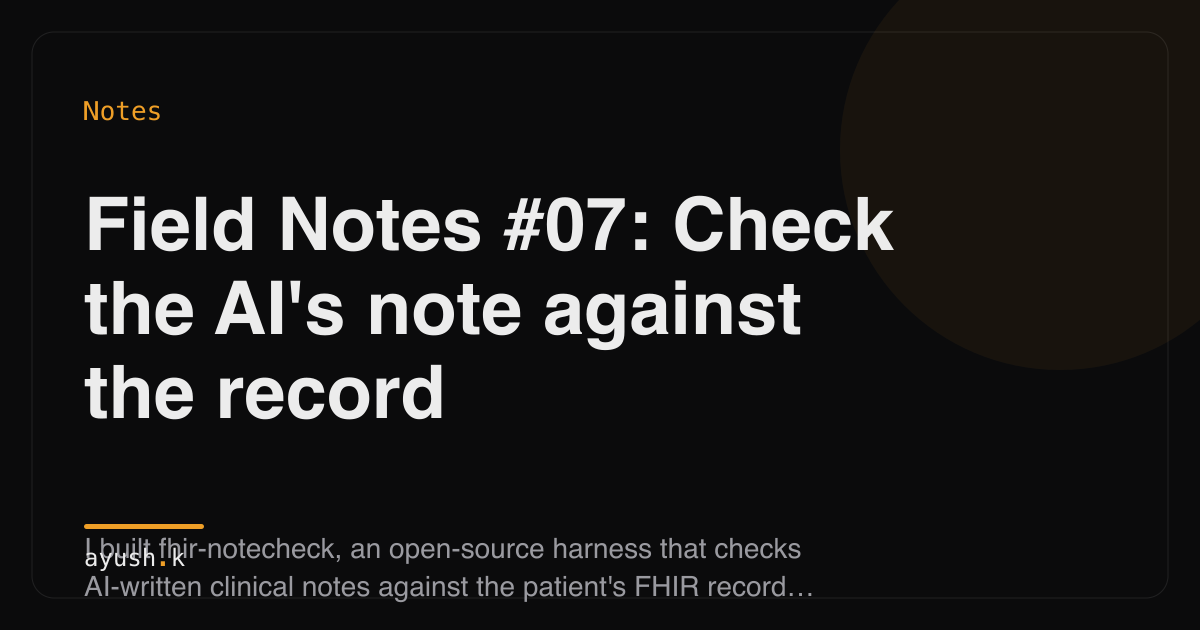 Notes
Field Notes #07: Check
the AI's note against
the record
I built fhir-notecheck, an open-source harness that checks
ayush.k
AI-written clinical notes against the patient's FHIR record…